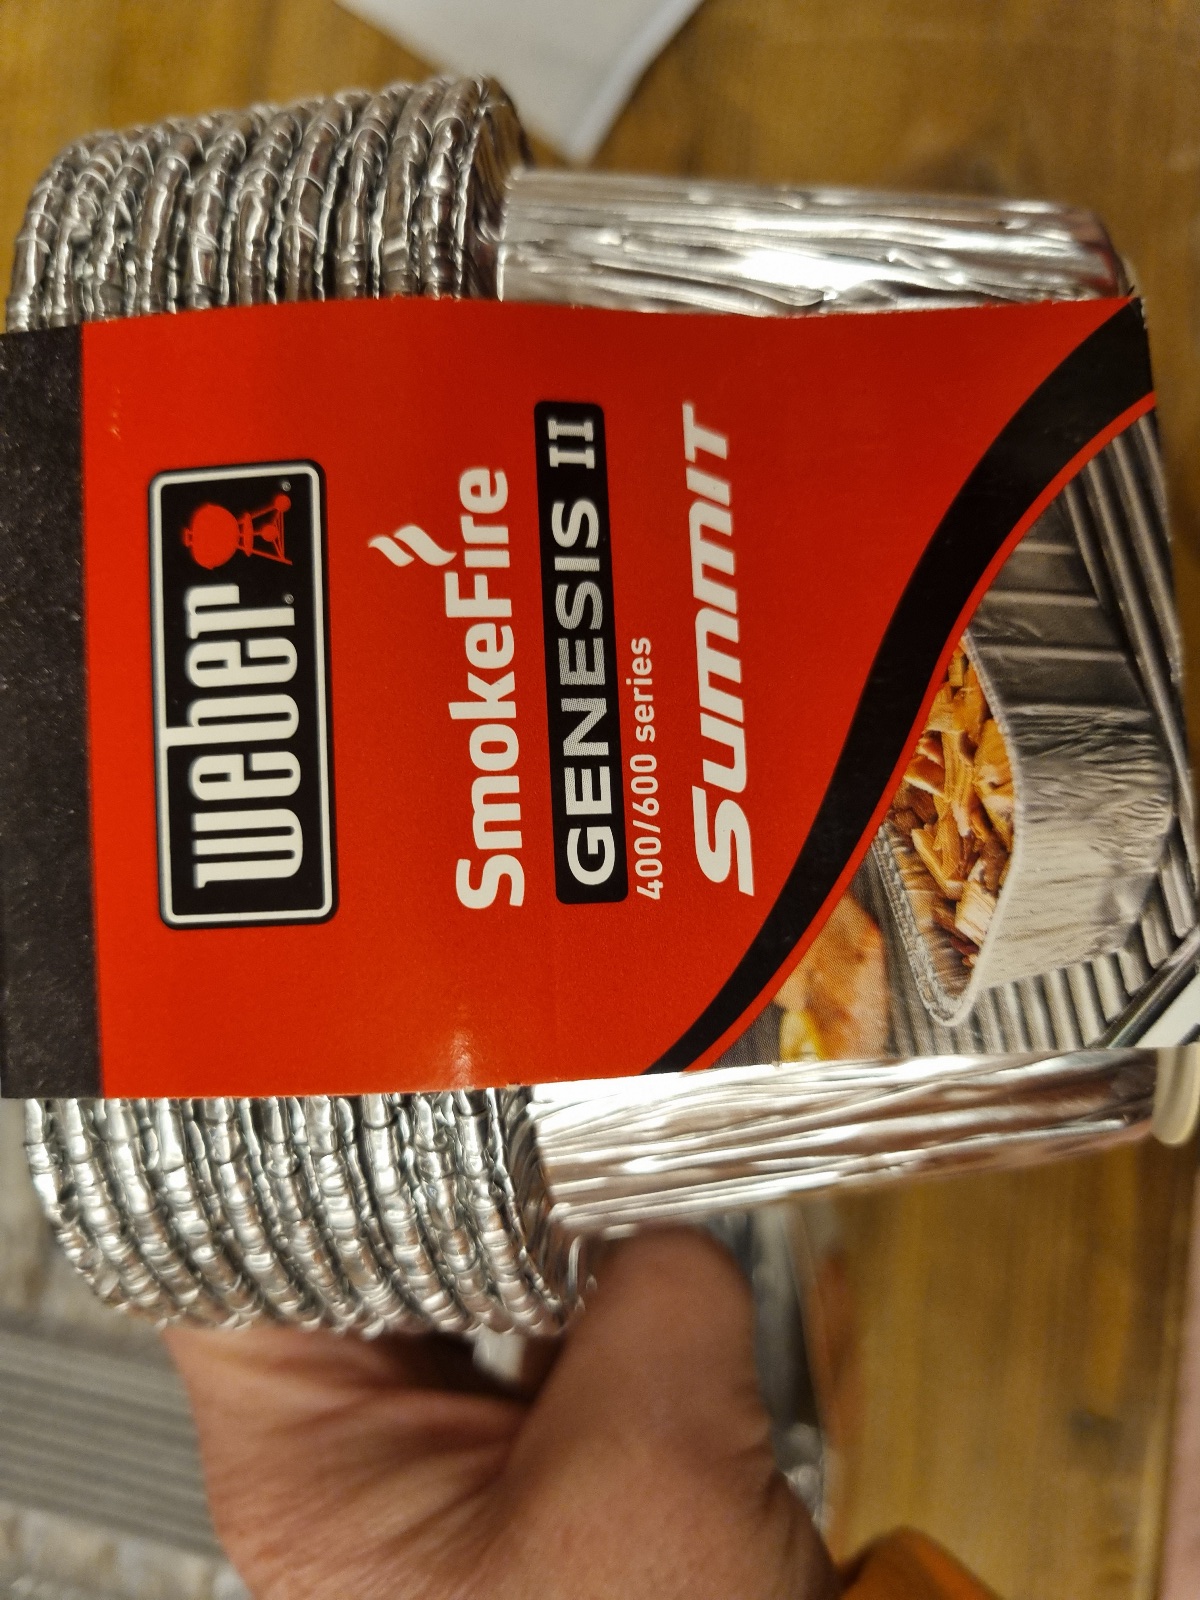 weber
SmokeFire
GENESIS II
400/600 series
Summit